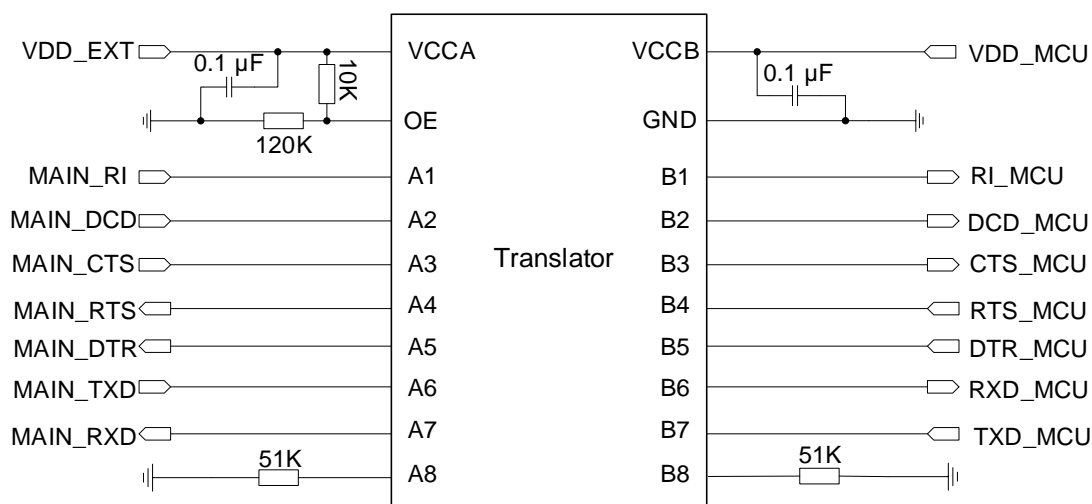 VDD_EXT VCCA VCCB VDD_MCU
0.1 µF 10K 0.1 µF
OE GND
120K
MAIN_RI A1 B1 RI_MCU
MAIN_DCD A2 B2 DCD_MCU
MAIN_CTS A3 Translator B3 CTS_MCU
MAIN_RTS A4 B4 RTS_MCU
MAIN_DTR A5 B5 DTR_MCU
MAIN_TXD A6 B6 RXD_MCU
MAIN_RXD A7 B7 TXD_MCU
51K A8 51K B8